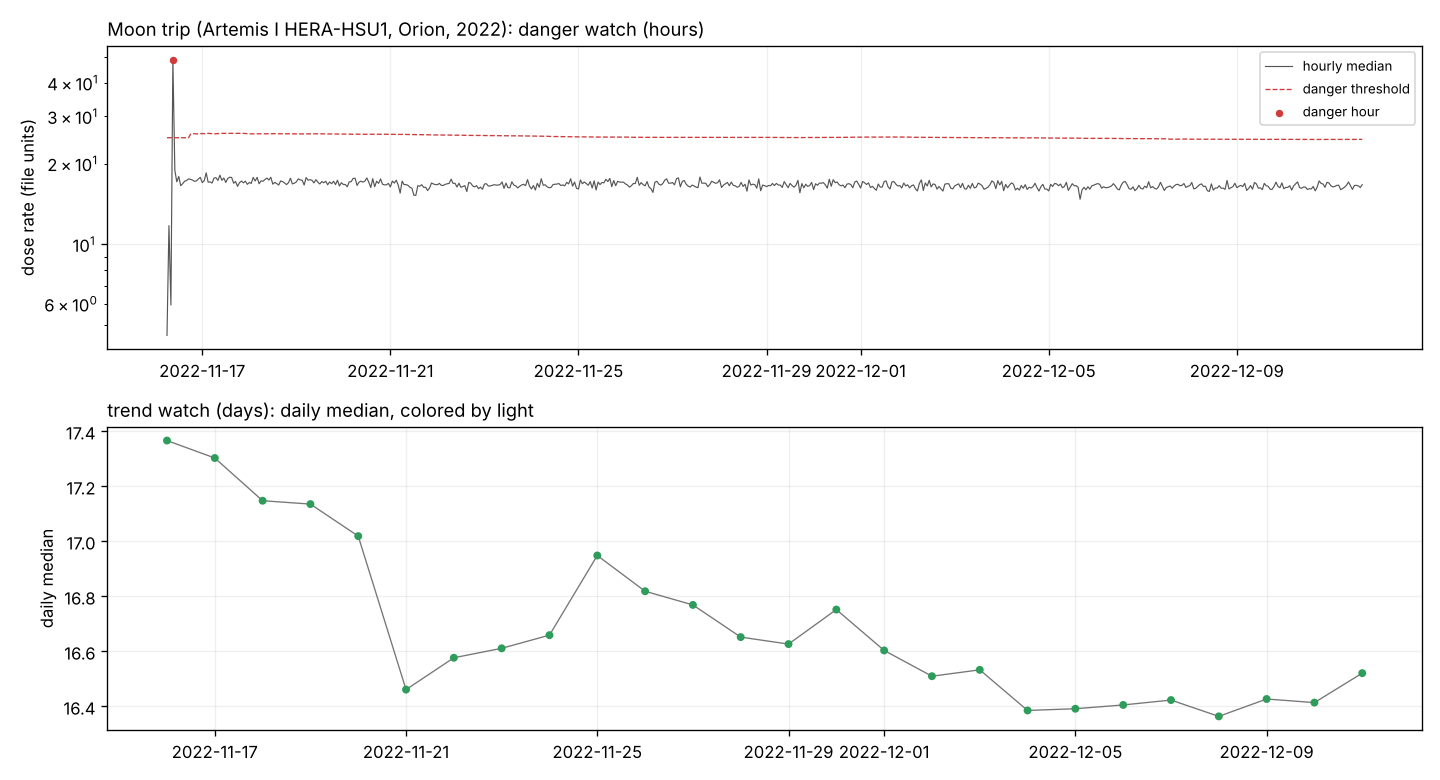 Moon trip (Artemis I HERA-HSU1, Orion, 2022): danger watch (hours)
hourly median
danger threshold
danger hour
dose rate (file units)
4 × 10¹
3 × 10¹
2 × 10¹
10¹
6 × 10⁰
2022-11-17 2022-11-21 2022-11-25 2022-11-29 2022-12-01 2022-12-05 2022-12-09
trend watch (days): daily median, colored by light
daily median
17.4
17.2
17.0
16.8
16.6
16.4
2022-11-17 2022-11-21 2022-11-25 2022-11-29 2022-12-01 2022-12-05 2022-12-09